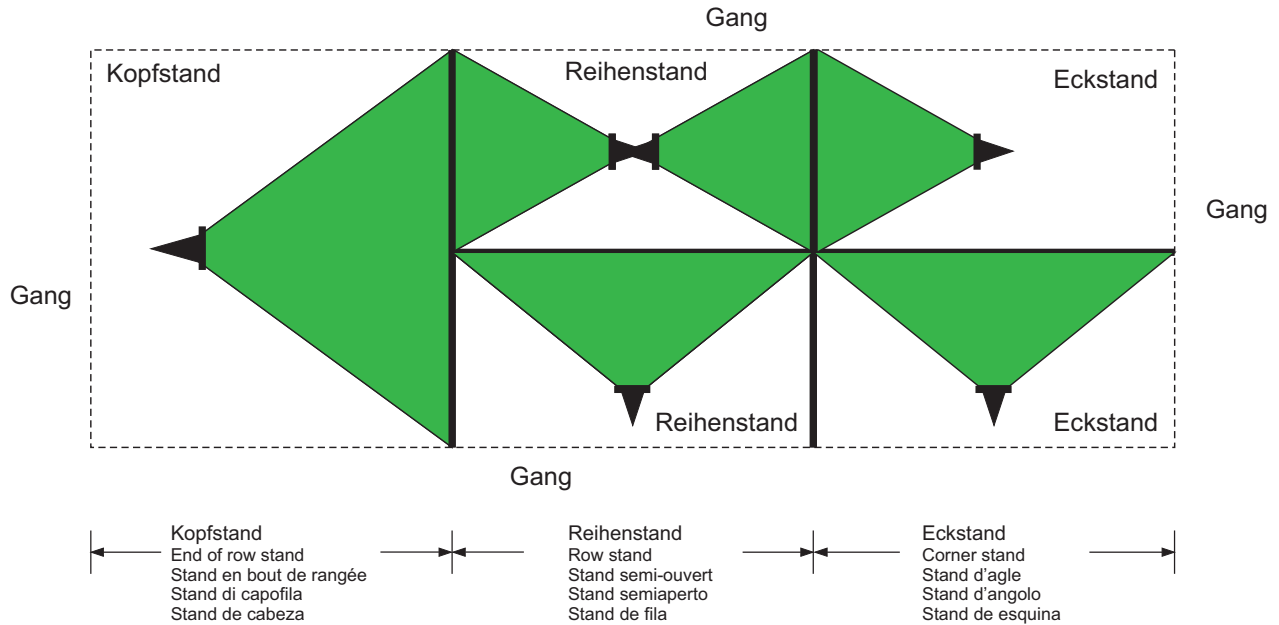 Gang
Kopfstand
Reihenstand
Eckstand
Gang
Gang
Reihenstand
Eckstand
Gang
Kopfstand
End of row stand
Stand en bout de rangée
Stand di capofila
Stand de cabeza
Reihenstand
Row stand
Stand semi-ouvert
Stand semiaperto
Stand de fila
Eckstand
Corner stand
Stand d'agle
Stand d'angolo
Stand de esquina